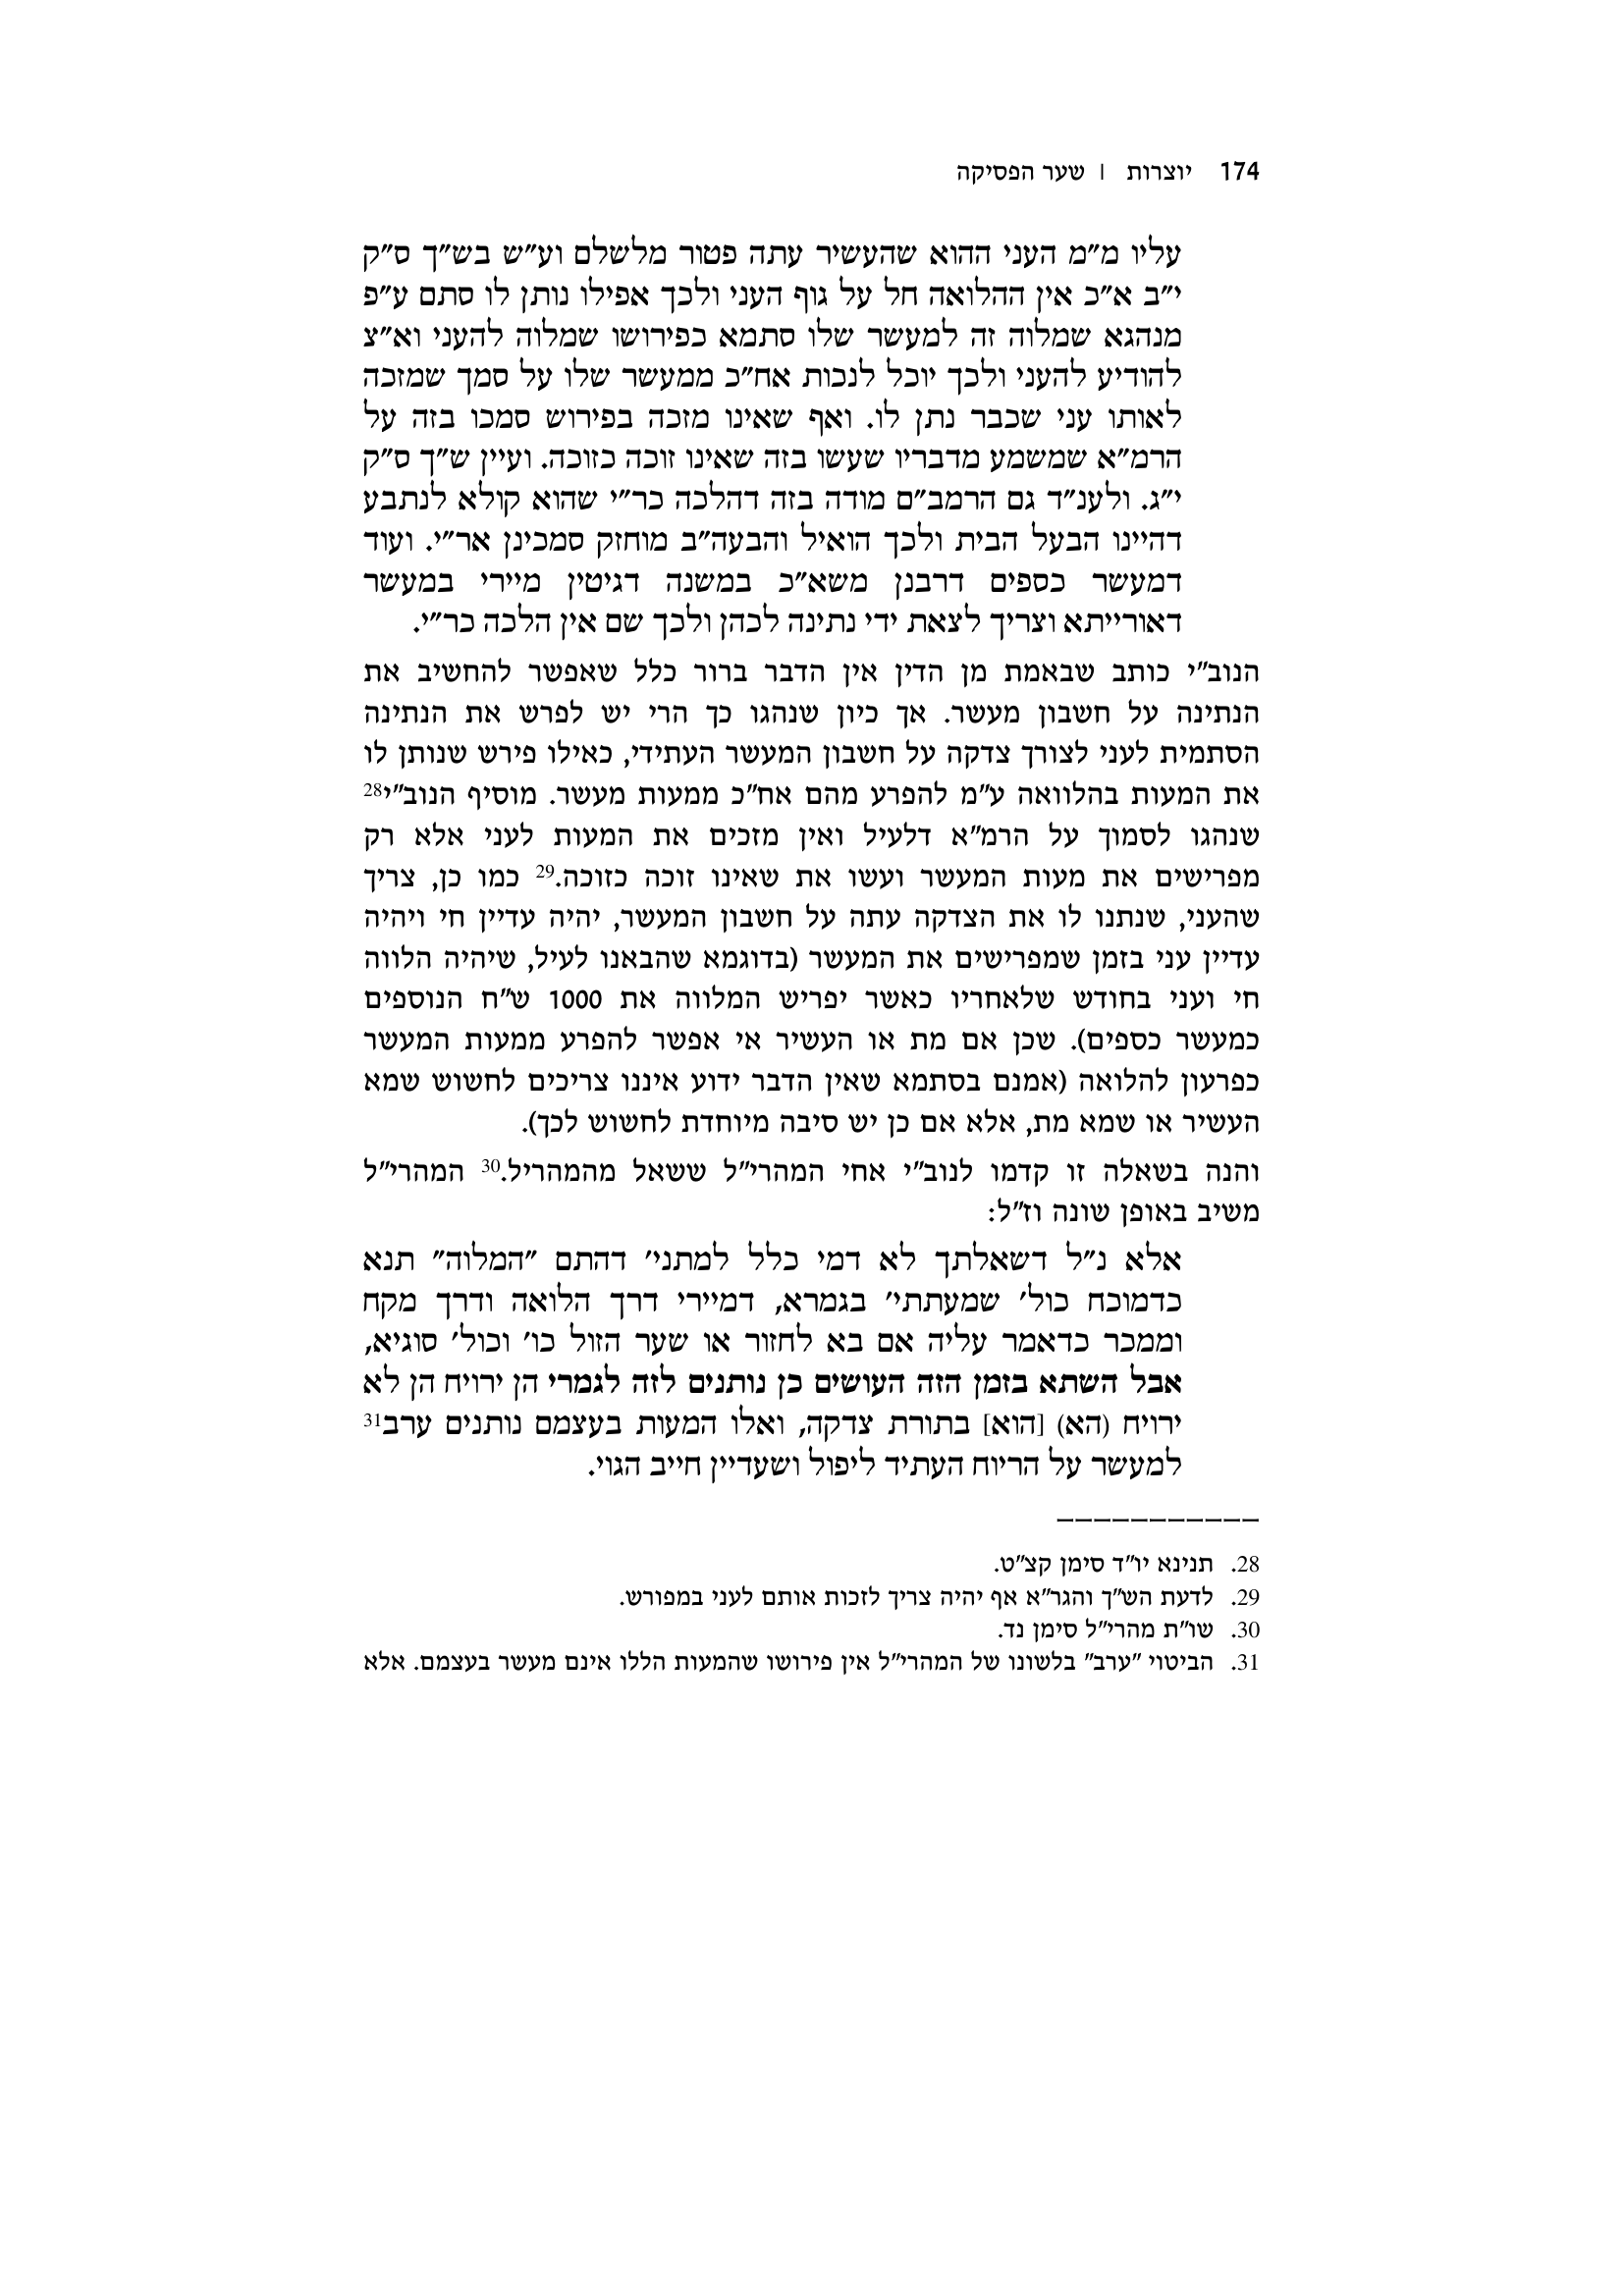 174 יוצרות | שער הפסיקה
עליו מ״מ העני ההוא שהעשיר עתה פטור מלשלם וע״ש בש״ך ס״ק
י״ב א״כ אין ההלואה חל על גוף העני ולכך אפילו נותן לו סתם ע״פ
מנהגא שמלוה זה למעשר שלו סתמא כפירושו שמלוה להעני וא״צ
להודיע להעני ולכך יוכל לנכות אח״כ ממעשר שלו על סמך שמזכה
לאותו עני שכבר נתן לו. ואף שאינו מזכה בפירוש סמכו בזה על
הרמ״א שמשמע מדבריו שעשו בזה שאינו זוכה כזוכה. ועיין ש״ך ס״ק
י״ג. ולענ״ד גם הרמב״ם מודה בזה דהלכה כר״י שהוא קולא לנתבע
דהיינו הבעל הבית ולכך הואיל והבעה״ב מוחזק סמכינן אר״י. ועוד
דמעשר כספים דרבנן משא״כ במשנה דגיטין מיירי במעשר
דאורייתא וצריך לצאת ידי נתינה לכהן ולכך שם אין הלכה כר״י.
הנוב״י כותב שבאמת מן הדין אין הדבר ברור כלל שאפשר להחשיב את
הנתינה על חשבון מעשר. אך כיון שנהגו כך הרי יש לפרש את הנתינה
הסתמית לעני לצורך צדקה על חשבון המעשר העתידי, כאילו פירש שנותן לו
את המעות בהלוואה ע״מ להפרע מהם אח״כ ממעות מעשר. מוסיף הנוב״י28
שנהגו לסמוך על הרמ״א דלעיל ואין מזכים את המעות לעני אלא רק
מפרישים את מעות המעשר ועשו את שאינו זוכה כזוכה.29 כמו כן, צריך
שהעני, שנתנו לו את הצדקה עתה על חשבון המעשר, יהיה עדיין חי ויהיה
עדיין עני בזמן שמפרישים את המעשר (בדוגמא שהבאנו לעיל, שיהיה הלווה
חי ועני בחודש שלאחריו כאשר יפריש המלווה את 1000 ש״ח הנוספים
כמעשר כספים). שכן אם מת או העשיר אי אפשר להפרע ממעות המעשר
כפרעון להלואה (אמנם בסתמא שאין הדבר ידוע איננו צריכים לחשוש שמא
העשיר או שמא מת, אלא אם כן יש סיבה מיוחדת לחשוש לכך).
והנה בשאלה זו קדמו לנוב״י אחי המהרי״ל ששאל מהמהריל.30 המהרי״ל
משיב באופן שונה וז״ל:
אלא נ״ל דשאלתך לא דמי כלל למתני׳ דהתם ״המלוה״ תנא
כדמוכח כול׳ שמעתתי׳ בגמרא, דמיירי דרך הלואה ודרך מקח
וממכר כדאמר עליה אם בא לחזור או שער הזול כו׳ וכול׳ סוגיא,
אבל השתא בזמן הזה העושים כן נותנים לזה לגמרי הן ירויח הן לא
ירויח (הא) [הוא] בתורת צדקה, ואלו המעות בעצמם נותנים ערב31
למעשר על הריוח העתיד ליפול ושעדיין חייב הגוי.
28. תנינא יו״ד סימן קצ״ט.
29. לדעת הש״ך והגר״א אף יהיה צריך לזכות אותם לעני במפורש.
30. שו״ת מהרי״ל סימן נד.
31. הביטוי ״ערב״ בלשונו של המהרי״ל אין פירושו שהמעות הללו אינם מעשר בעצמם. אלא